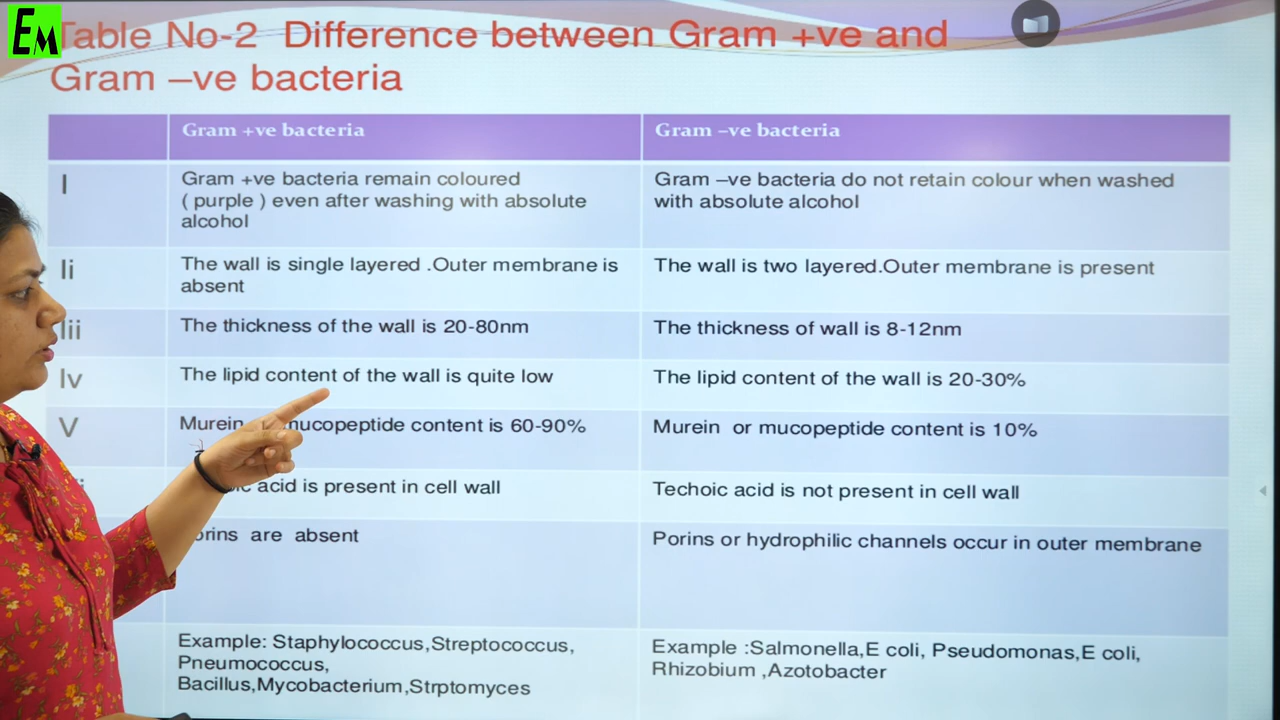 EM
Table No-2 Difference between Gram +ve and
Gram –ve bacteria
Gram +ve bacteria
Gram –ve bacteria
I
Gram +ve bacteria remain coloured
( purple ) even after washing with absolute
alcohol
Gram –ve bacteria do not retain colour when washed
with absolute alcohol
Ii
The wall is single layered .Outer membrane is
absent
The wall is two layered.Outer membrane is present
Iii
The thickness of the wall is 20-80nm
The thickness of wall is 8-12nm
Iv
The lipid content of the wall is quite low
The lipid content of the wall is 20-30%
V
Murein mucopeptide content is 60-90%
Murein or mucopeptide content is 10%
acid is present in cell wall
Techoic acid is not present in cell wall
are absent
Porins or hydrophilic channels occur in outer membrane
Example: Staphylococcus,Streptococcus,
Pneumococcus,
Bacillus,Mycobacterium,Strptomyces
Example :Salmonella,E coli, Pseudomonas,E coli,
Rhizobium ,Azotobacter